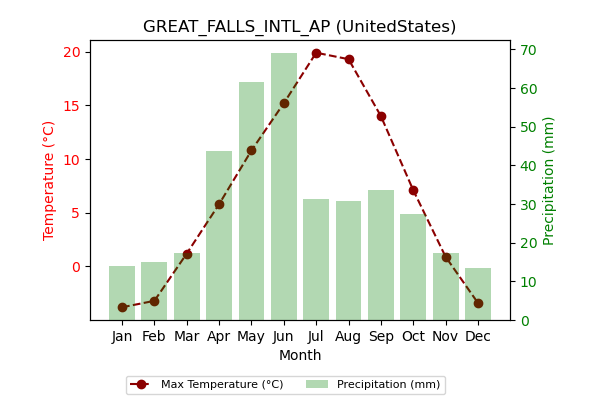 GREAT_FALLS_INTL_AP (UnitedStates)
20
15
10
5
0
Temperature (°C)
70
60
50
40
30
20
10
0
Precipitation (mm)
Jan Feb Mar Apr May Jun Jul Aug Sep Oct Nov Dec
Month
Max Temperature (°C) Precipitation (mm)